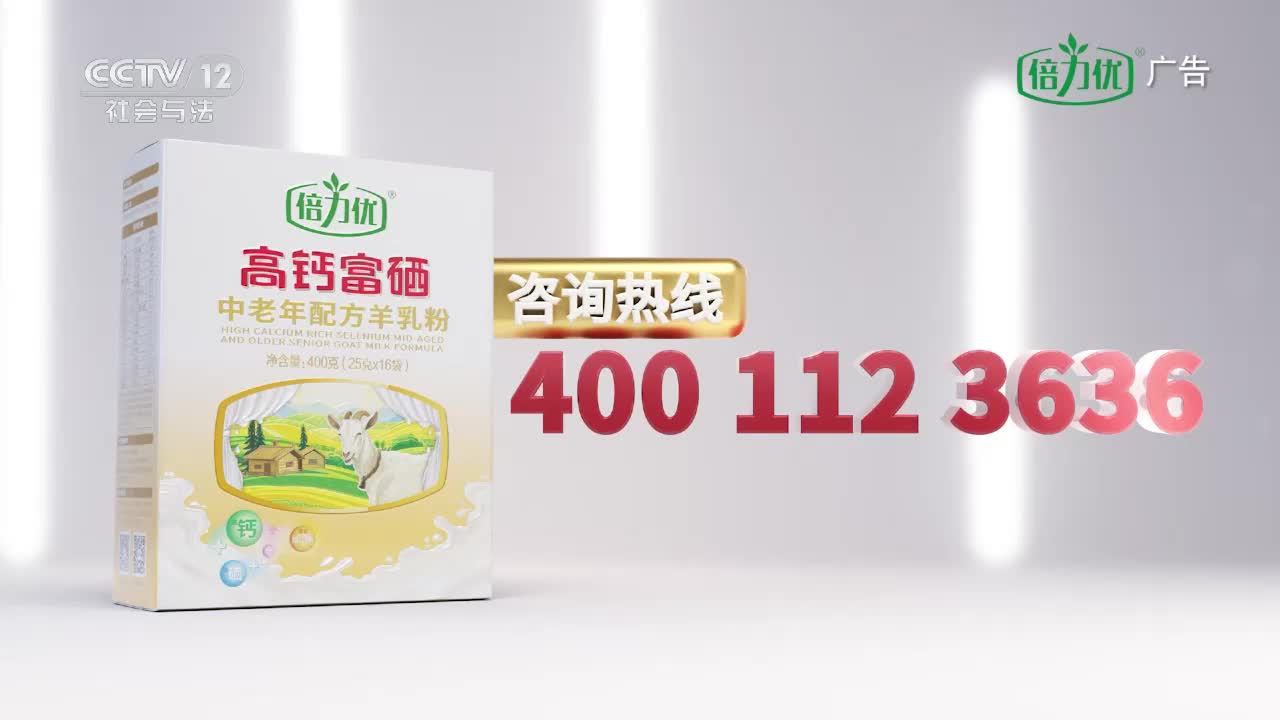 CCTV 12
社会与法
倍力优® 广告
倍力优®
高钙富硒
中老年配方羊乳粉
HIGH CALCIUM RICH SELENIUM MID-AGED
AND OLDER SENIOR GOAT MILK FORMULA
净含量:400克(25克x16袋)
钙
硒
咨询热线
400 112 3636